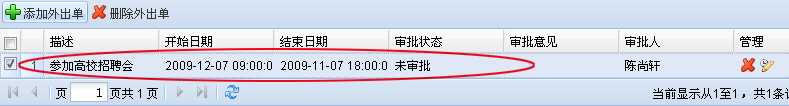 添加外出单 删除外出单
描述 开始日期 结束日期 审批状态 审批意见 审批人 管理
1 参加高校招聘会 2009-12-07 09:00:0 2009-11-07 18:00:0 未审批 陈尚轩
页 1 页共 1 页 当前显示从1至1，共1条